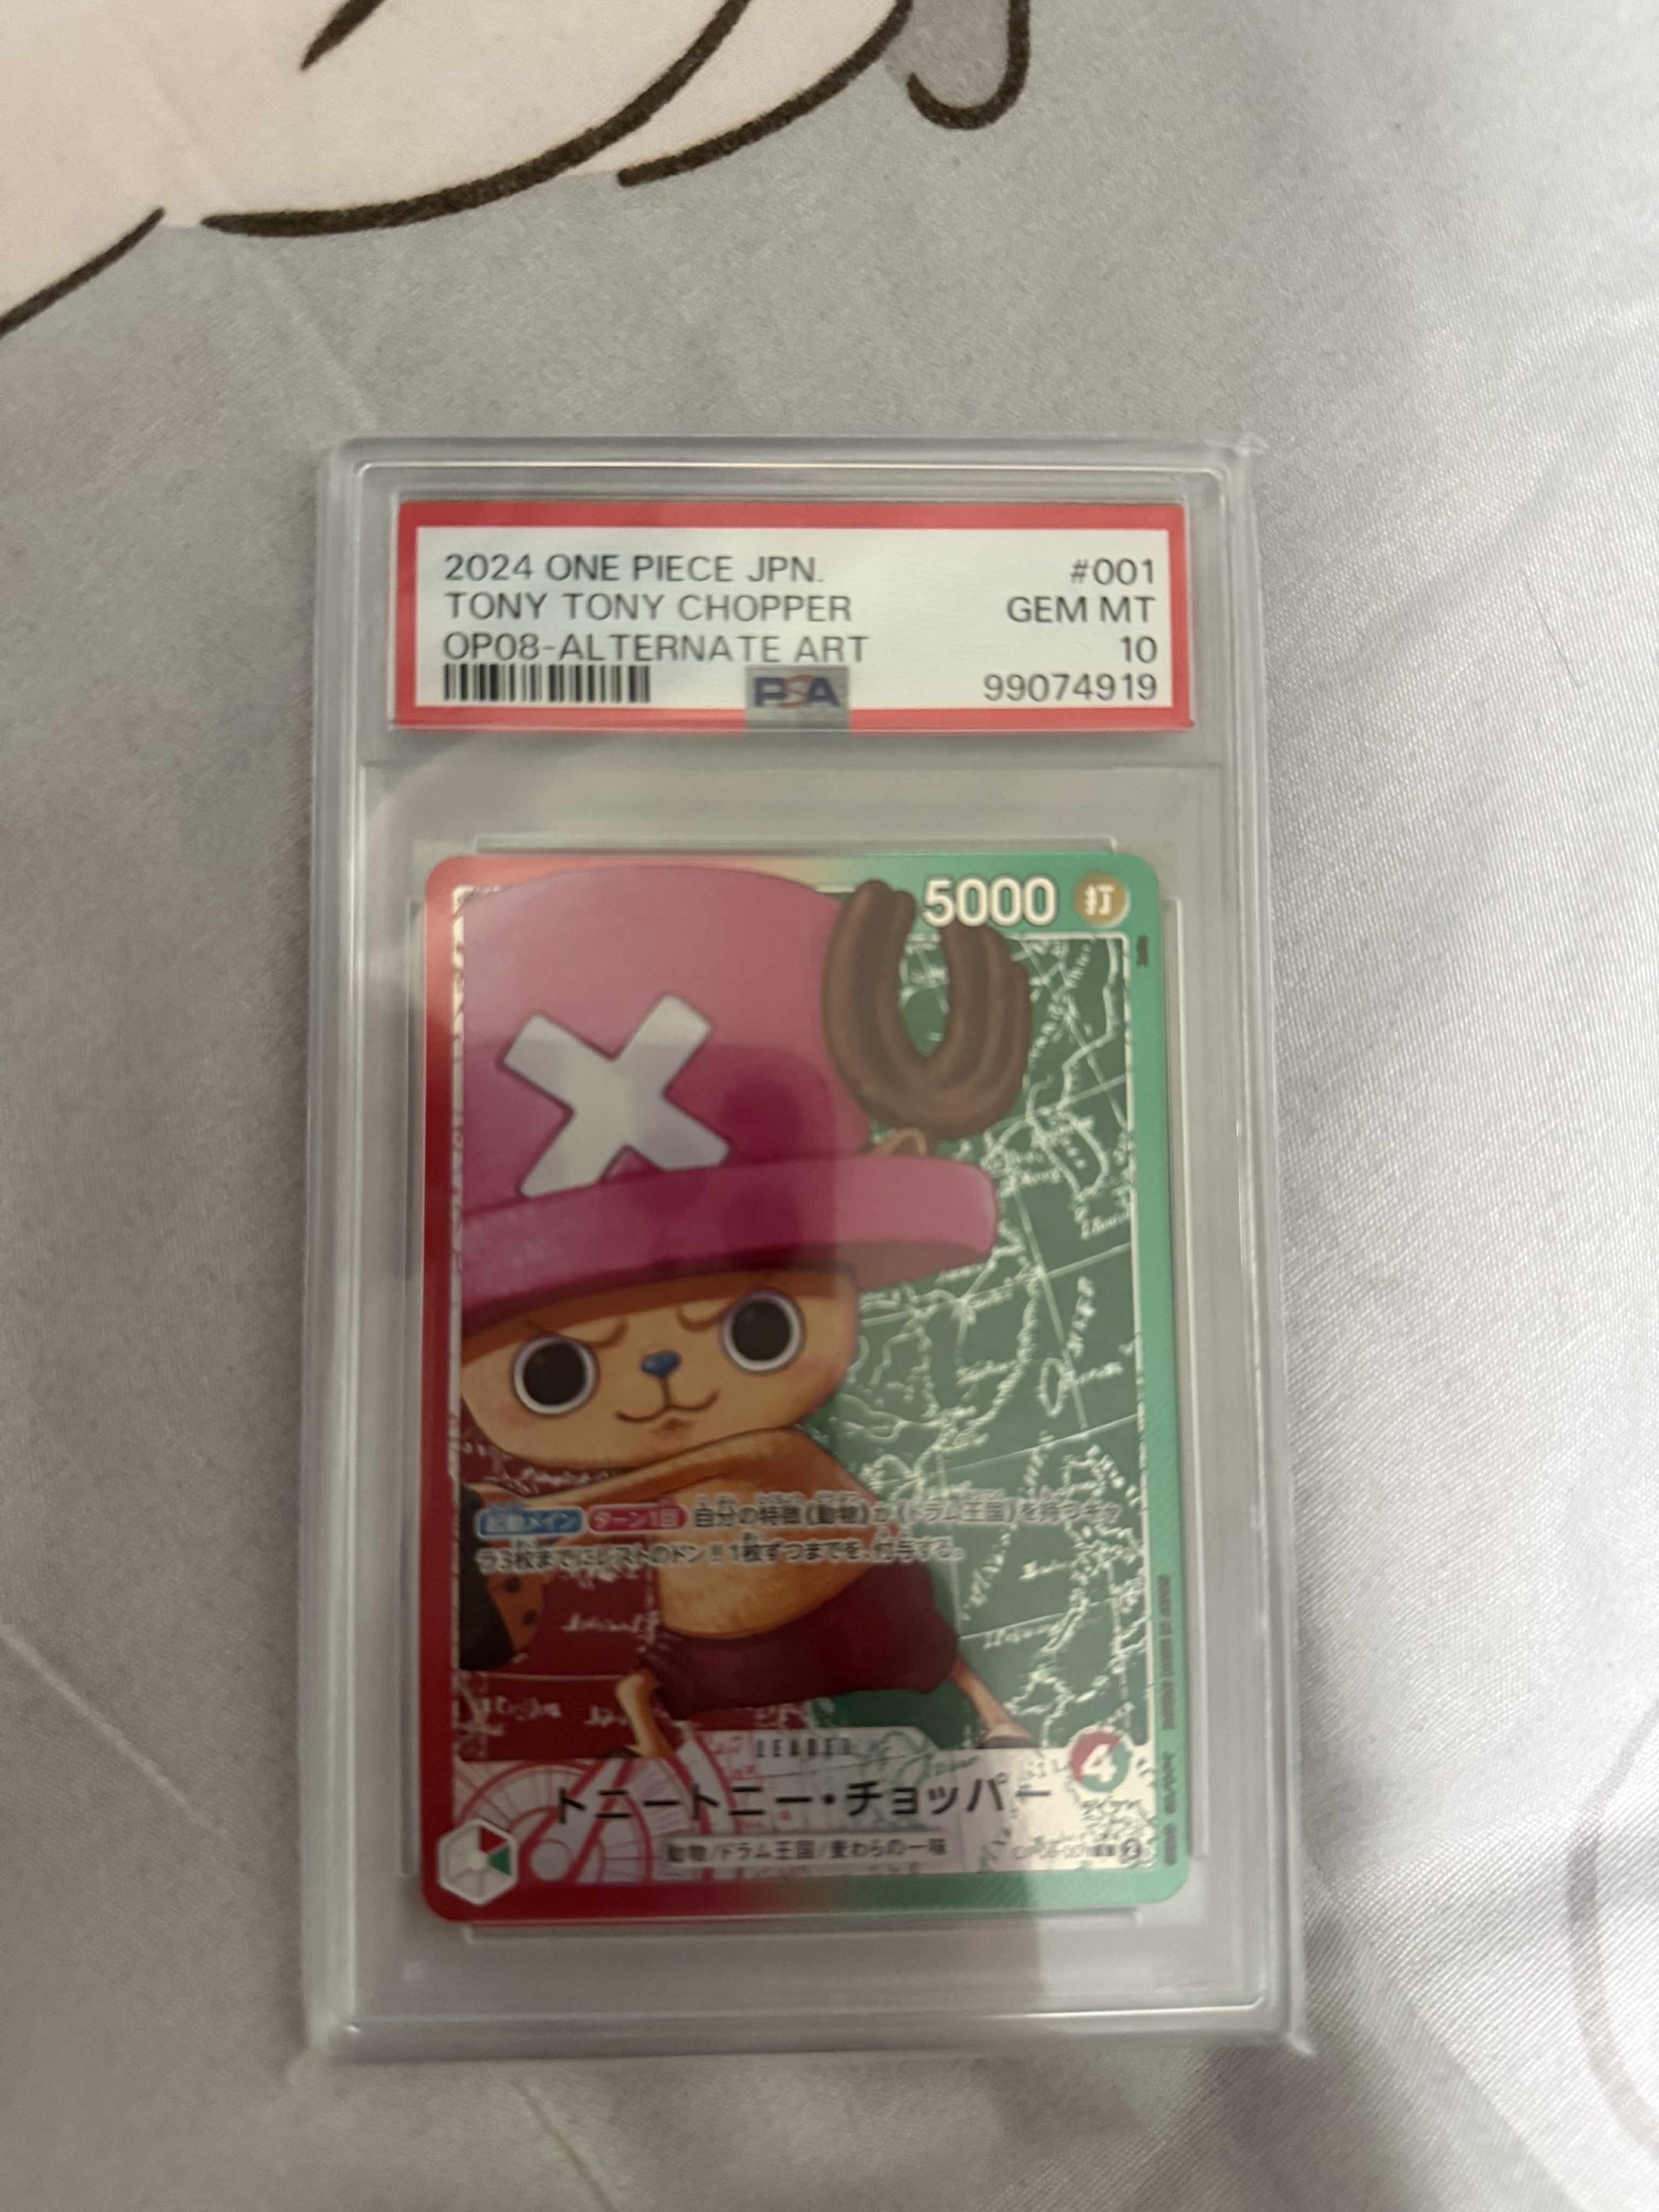 2024 ONE PIECE JPN. #001
TONY TONY CHOPPER GEM MT
OP08-ALTERNATE ART 10
PSA 99074919
5000 打
起動メイン ターン1回 自分の特徴《動物》か《ドラム王国》を持つキャ
ラ3枚までにレストのドン!!1枚ずつまでを、付与する。
LEADER
4
トニートニー・チョッパー
動物/ドラム王国/麦わらの一味
OP08-001